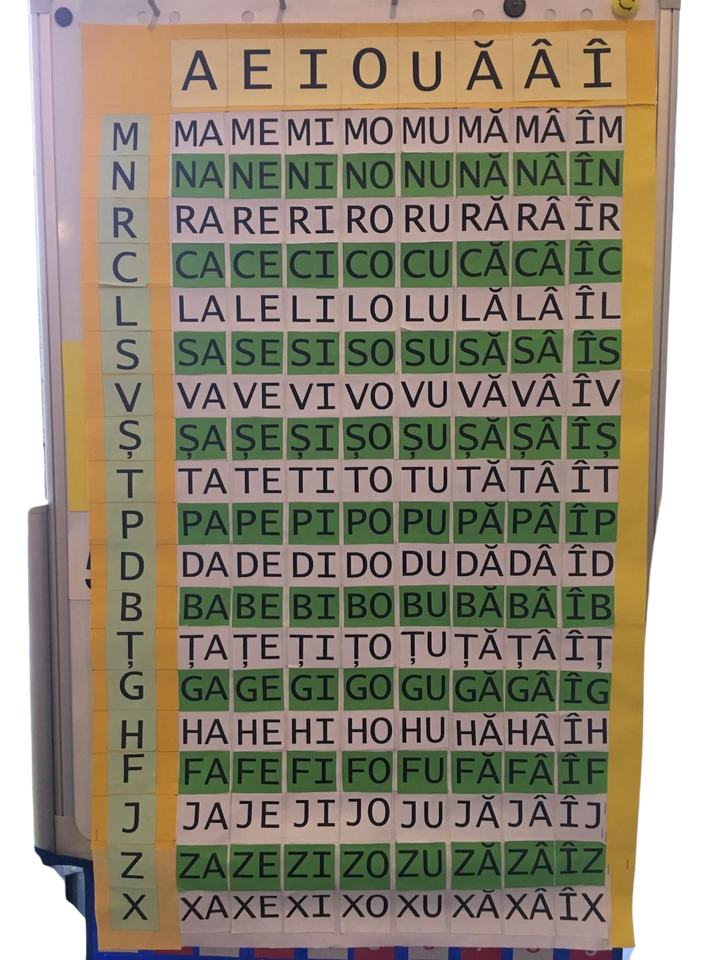 A E I O U Ă Â Î
M MA ME MI MO MU MĂ MÂ ÎM
N NA NE NI NO NU NĂ NÂ ÎN
R RA RE RI RO RU RĂ RÂ ÎR
C CA CE CI CO CU CĂ CÂ ÎC
L LA LE LI LO LU LĂ LÂ ÎL
S SA SE SI SO SU SĂ SÂ ÎS
V VA VE VI VO VU VĂ VÂ ÎV
Ș ȘA ȘE ȘI ȘO ȘU ȘĂ ȘÂ ÎȘ
T TA TE TI TO TU TĂ TÂ ÎT
P PA PE PI PO PU PĂ PÂ ÎP
D DA DE DI DO DU DĂ DÂ ÎD
B BA BE BI BO BU BĂ BÂ ÎB
Ț ȚA ȚE ȚI ȚO ȚU ȚĂ ȚÂ ÎȚ
G GA GE GI GO GU GĂ GÂ ÎG
H HA HE HI HO HU HĂ HÂ ÎH
F FA FE FI FO FU FĂ FÂ ÎF
J JA JE JI JO JU JĂ JÂ ÎJ
Z ZA ZE ZI ZO ZU ZĂ ZÂ ÎZ
X XA XE XI XO XU XĂ XÂ ÎX